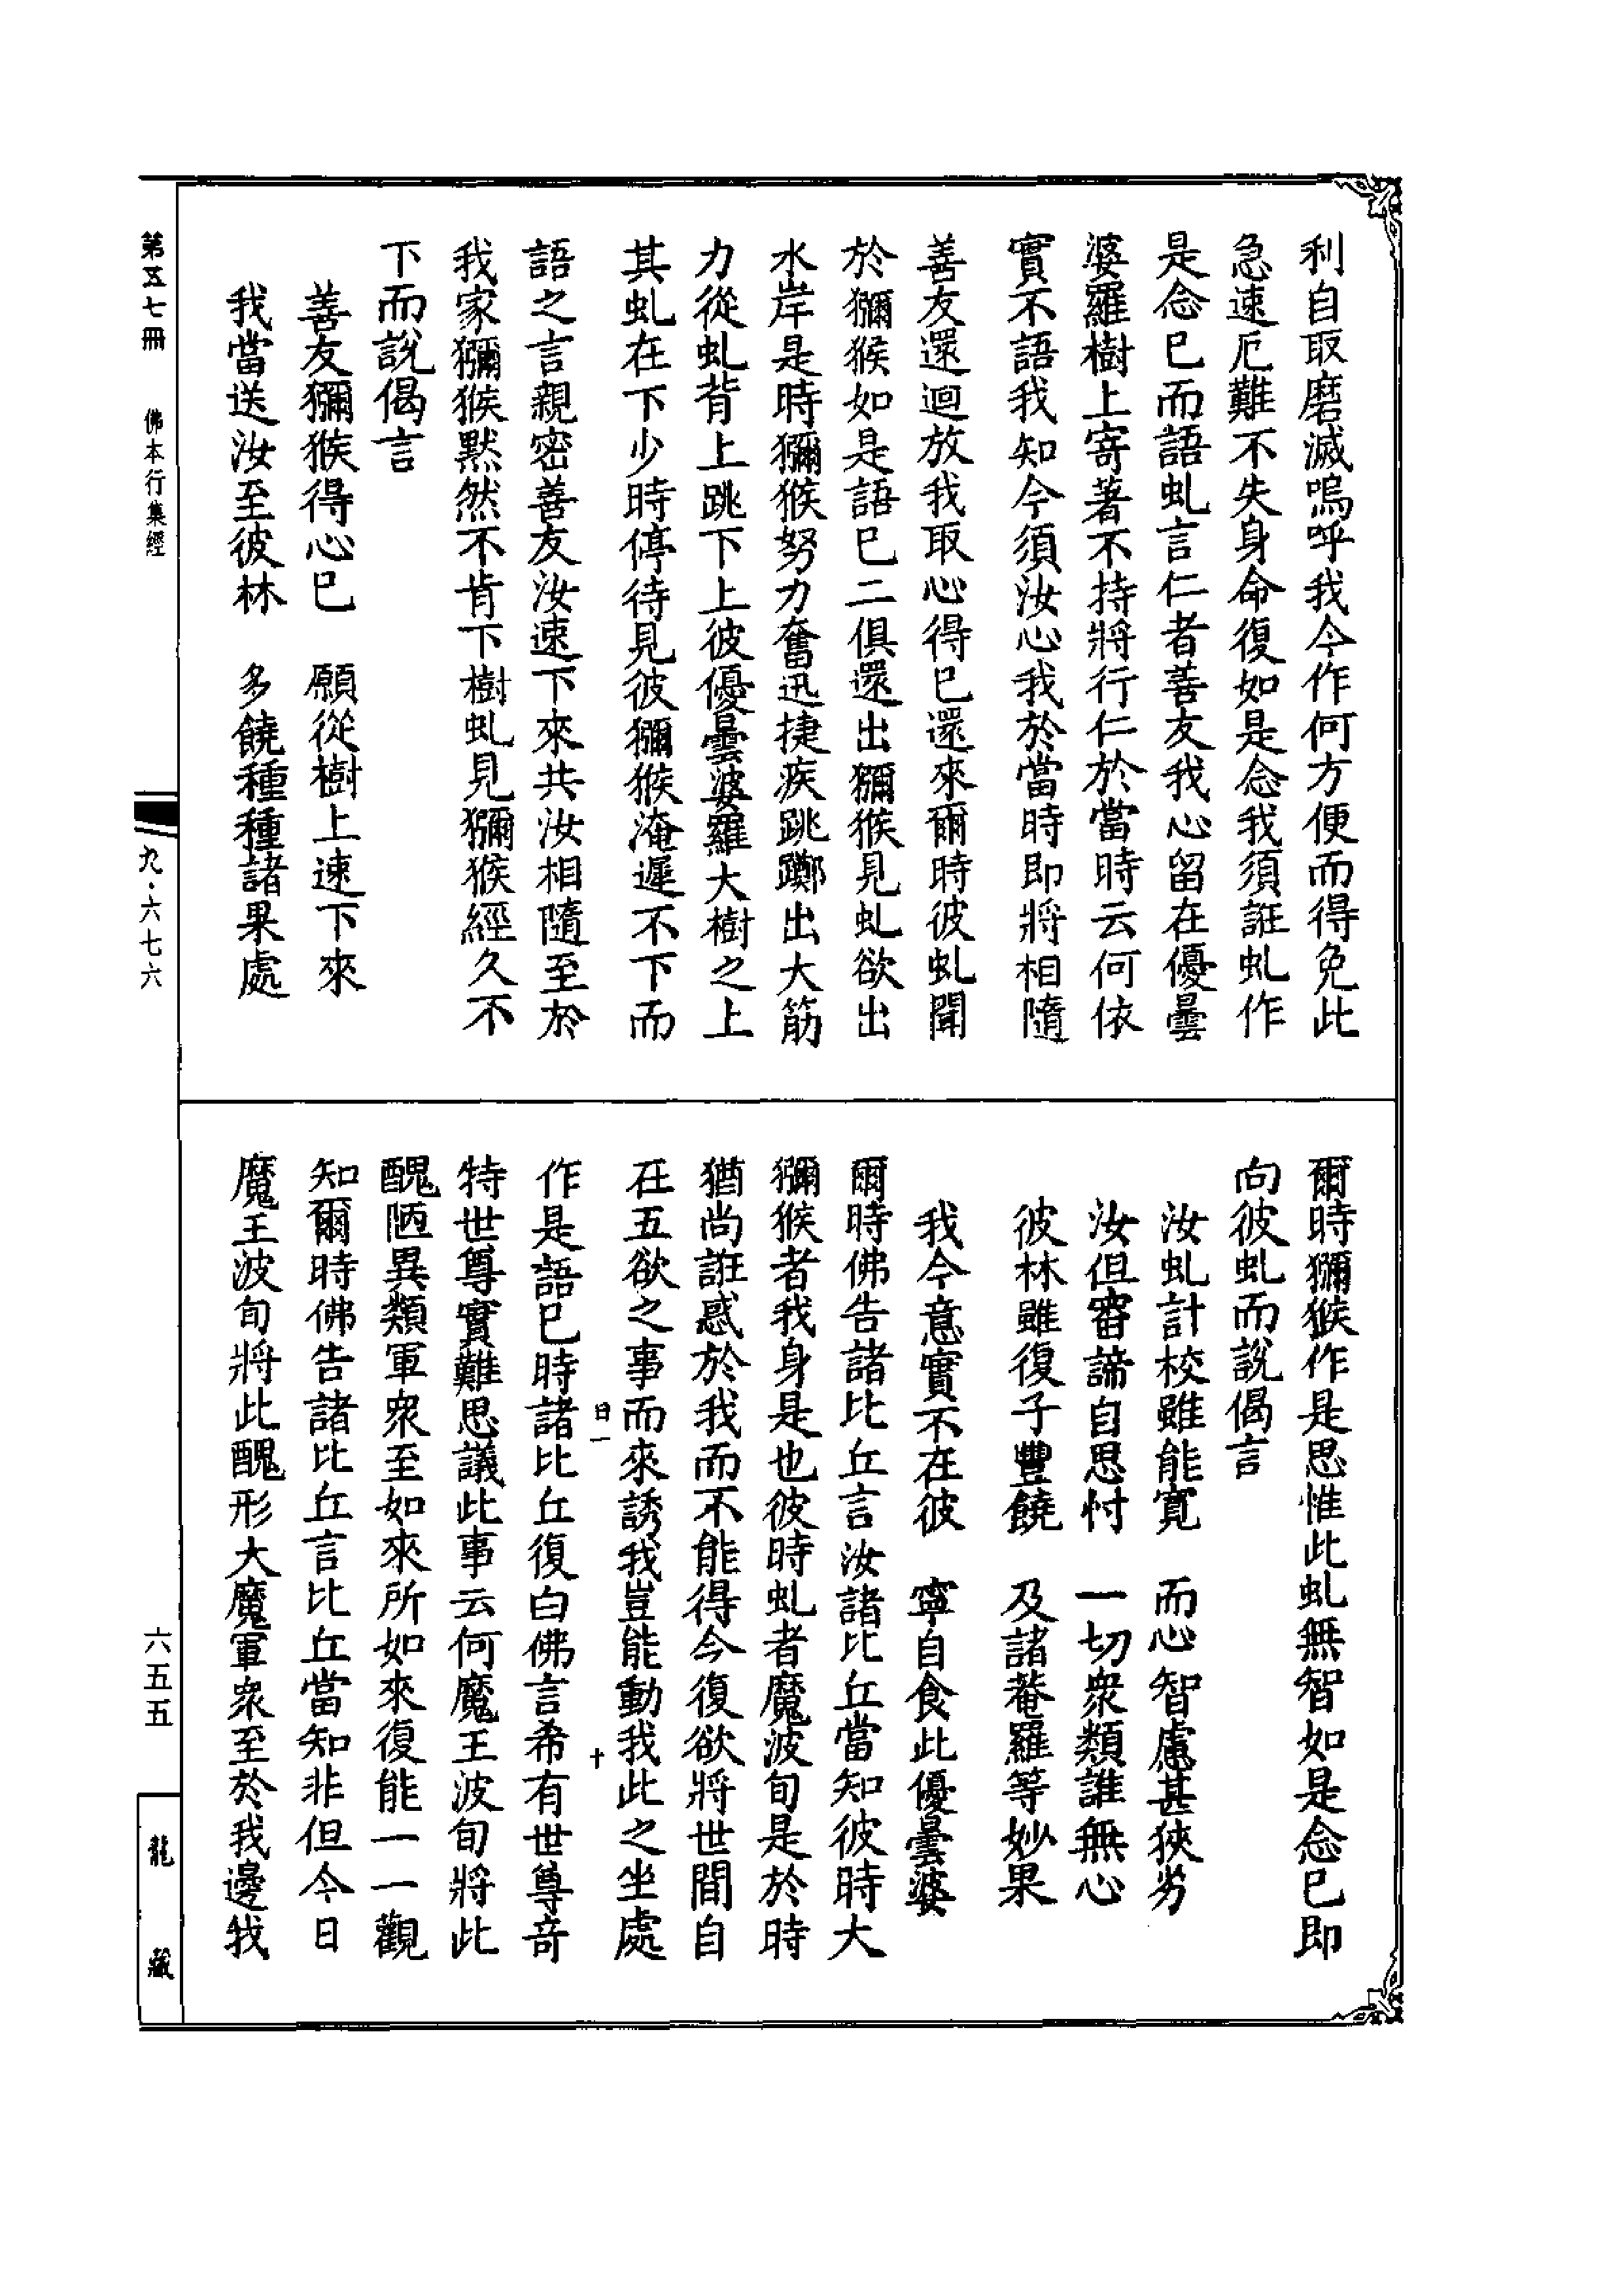 利自取磨滅嗚呼我今作何方便而得免此
急速厄難不失身命復如是念我須誑虬作
是念已而語虬言仁者善友我心留在優曇
婆羅樹上寄著不持將行仁於當時云何依
實不語我知今須汝心我於當時即將相隨
善友還迴放我取心得已還來爾時彼虬聞
於獼猴如是語已二俱還出獼猴見虬欲出
水岸是時獼猴努力奮迅捷疾跳躑出大筋
力從虬背上跳下上彼優曇婆羅大樹之上
其虬在下少時停待見彼獼猴淹遲不下而
語之言親密善友汝速下來共汝相隨至於
我家獼猴默然不肯下樹虬見獼猴經久不
下而說偈言
善友獼猴得心已　願從樹上速下來
我當送汝至彼林　多饒種種諸果處
爾時獼猴作是思惟此虬無智如是念已即
向彼虬而說偈言
汝虬計校雖能寬　而心智慮甚狹劣
汝但審諦自思忖　一切衆類誰無心
彼林雖復子豐饒　及諸菴羅等妙果
我今意實不在彼　寧自食此優曇婆
爾時佛告諸比丘言汝諸比丘當知彼時大
獼猴者我身是也彼時虬者魔波旬是於時
猶尚誑惑於我而不能得今復欲將世間自
在五欲之事而來誘我豈能動我此之坐處
曰一　十
作是語已時諸比丘復白佛言希有世尊奇
特世尊實難思議此事云何魔王波旬將此
醜陋異類軍衆至如來所如來復能一一觀
知爾時佛告諸比丘言比丘當知非但今日
魔王波旬將此醜形大魔軍衆至於我邊我
第五七冊　佛本行集經
九・六七六
六五五
龍藏